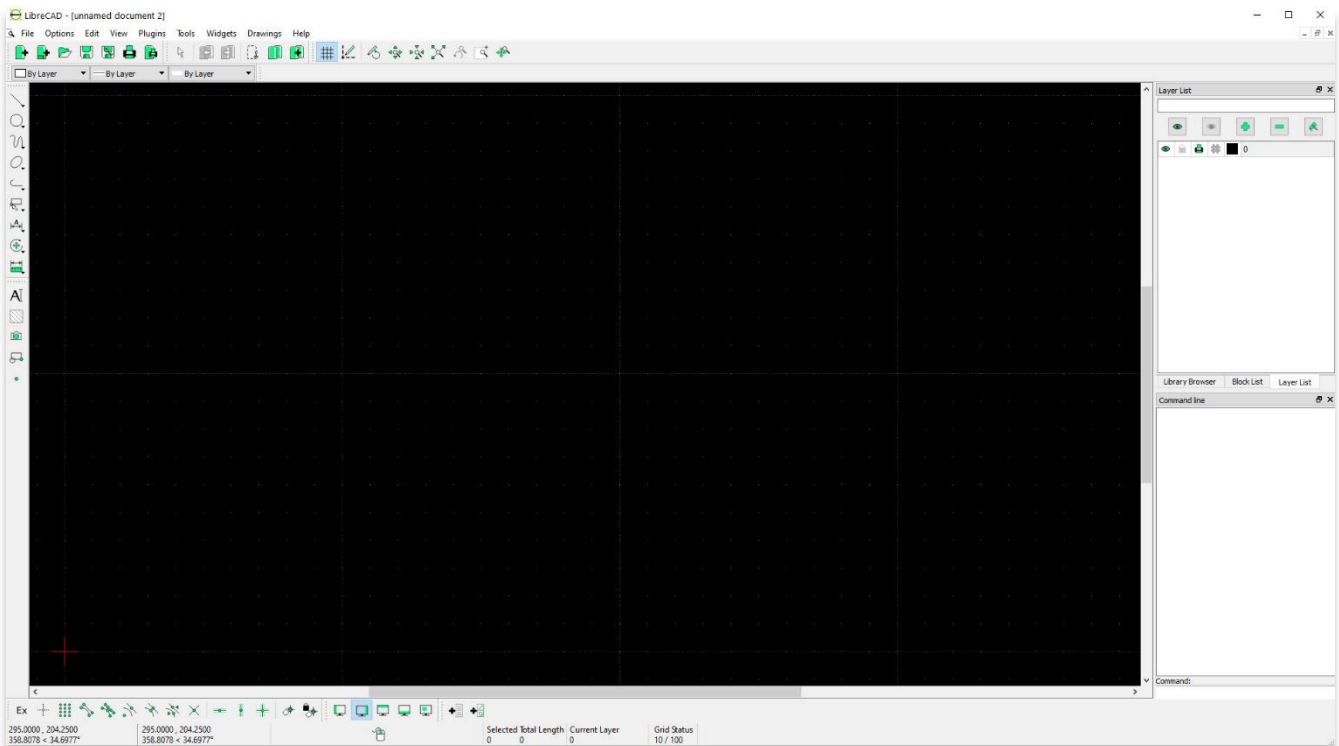 LibreCAD - [unnamed document 2]
File Options Edit View Plugins Tools Widgets Drawings Help
By Layer By Layer By Layer
Layer List
0
Library Browser Block List Layer List
Command line
Command:
Ex
295.0000 , 204.2500 295.0000 , 204.2500 Selected Total Length Current Layer Grid Status
358.8078 < 34.6977° 358.8078 < 34.6977° 0 0 0 10 / 100